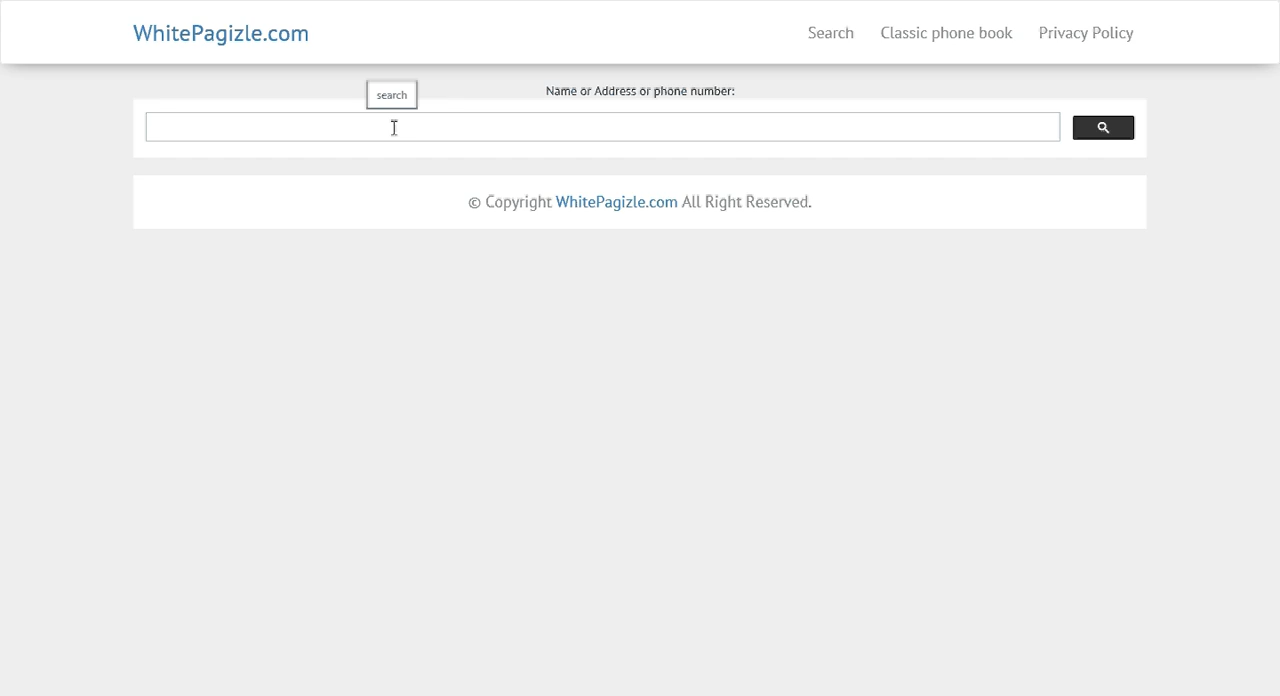 WhitePagizle.com
Search Classic phone book Privacy Policy
search
Name or Address or phone number:
© Copyright WhitePagizle.com All Right Reserved.